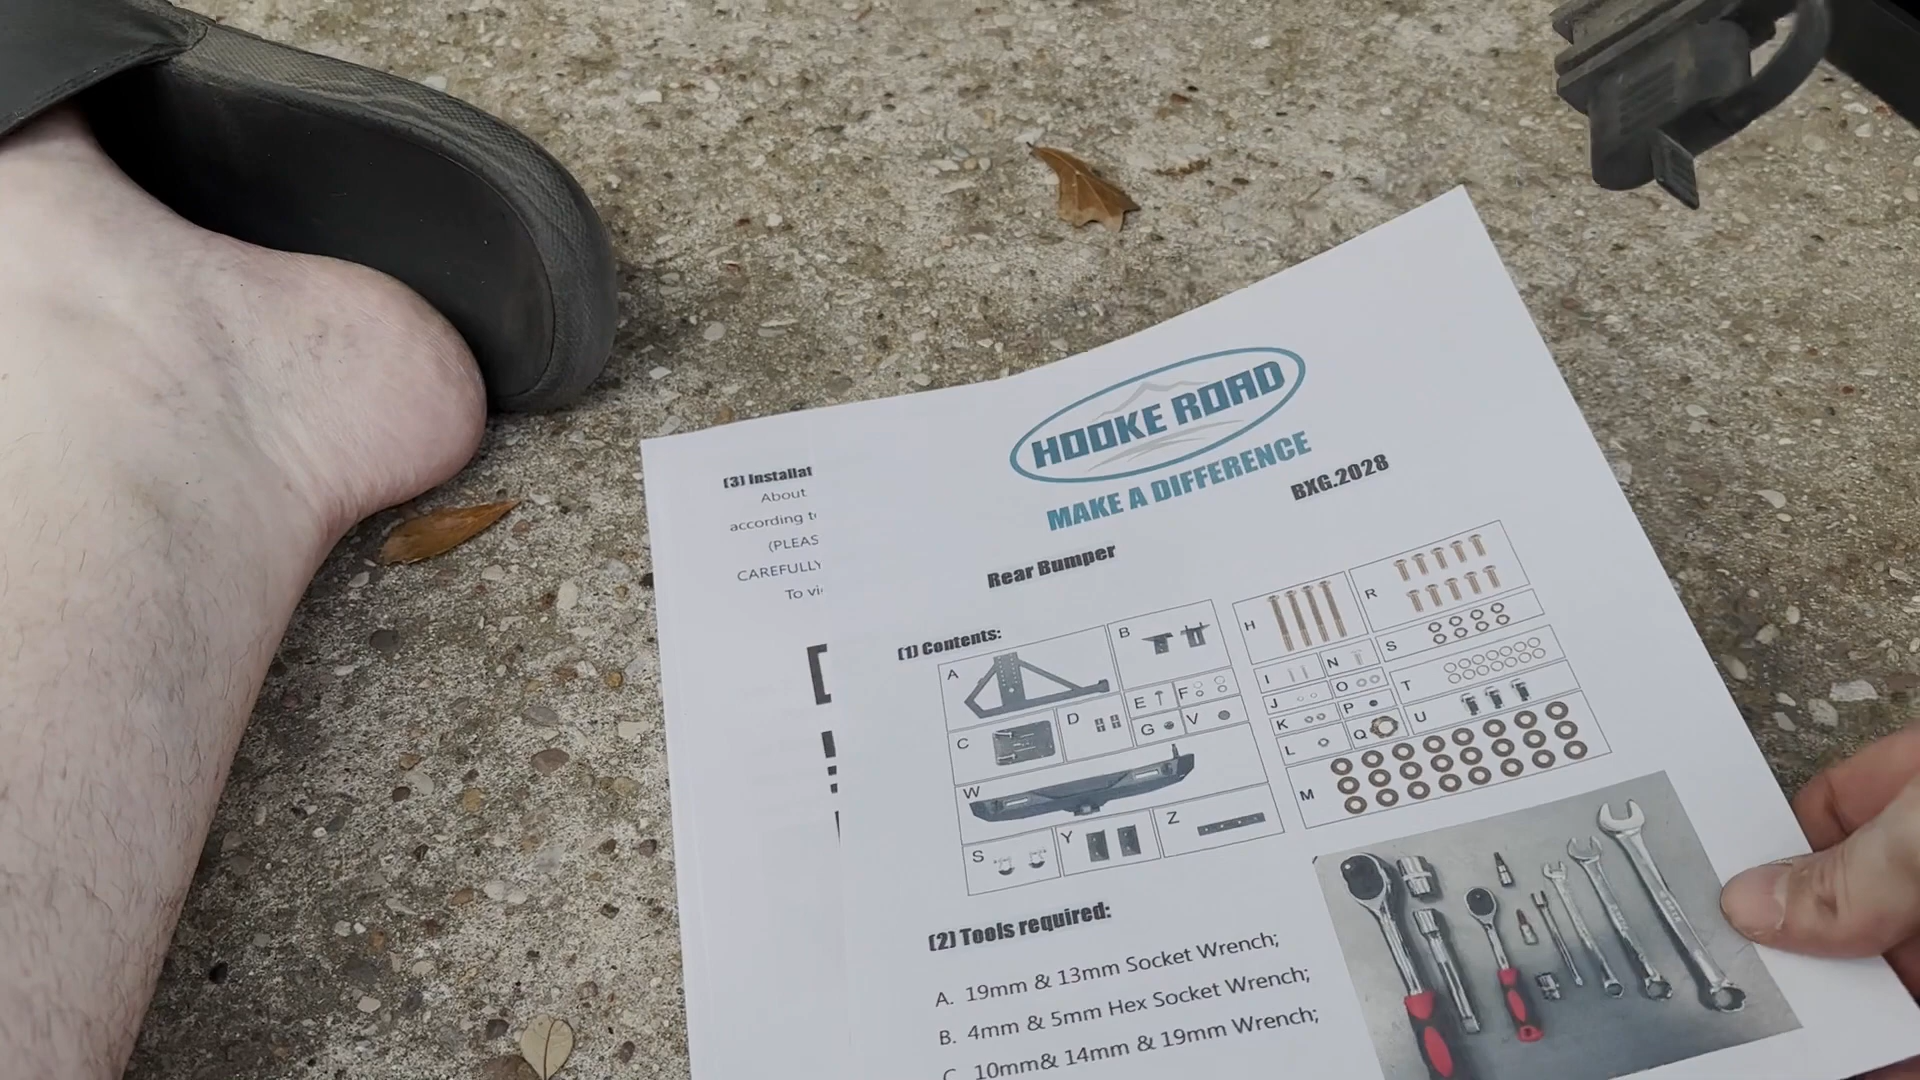 (3) Installat
About
according t
(PLEAS
CAREFULLY
To vi
HOOKE ROAD
MAKE A DIFFERENCE
BXG.2028
Rear Bumper
(1) Contents:
A
B
C
D
E
F
G
V
W
S
Y
Z
H
R
I
N
S
J
O
T
K
P
L
Q
U
M
(2) Tools required:
A. 19mm & 13mm Socket Wrench;
B. 4mm & 5mm Hex Socket Wrench;
C. 10mm& 14mm & 19mm Wrench;